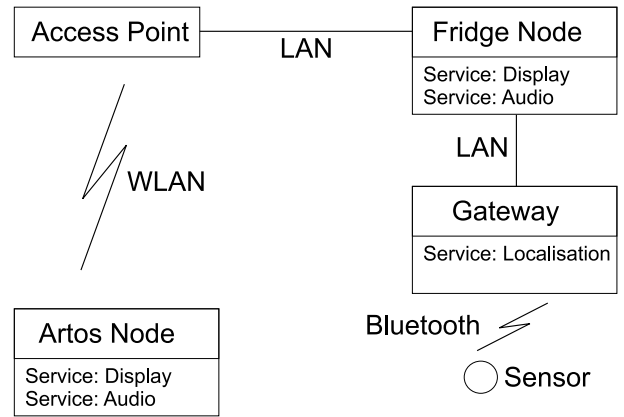 Access Point
LAN
Fridge Node
Service: Display
Service: Audio
LAN
WLAN
Gateway
Service: Localisation
Artos Node
Service: Display
Service: Audio
Bluetooth
Sensor